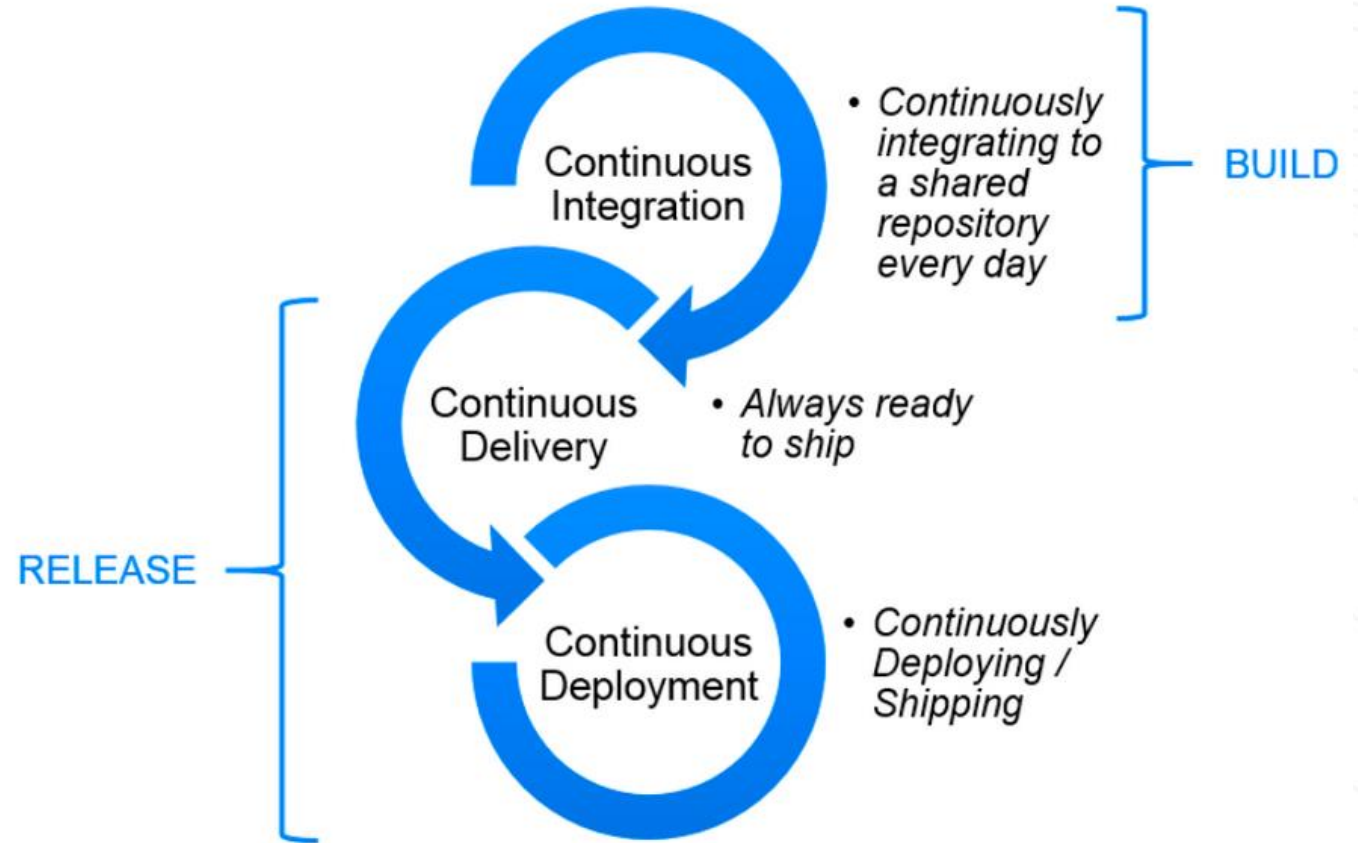 Continuous
Integration
• Continuously
integrating to
a shared
repository
every day
BUILD
Continuous
Delivery
• Always ready
to ship
RELEASE
Continuous
Deployment
• Continuously
Deploying /
Shipping